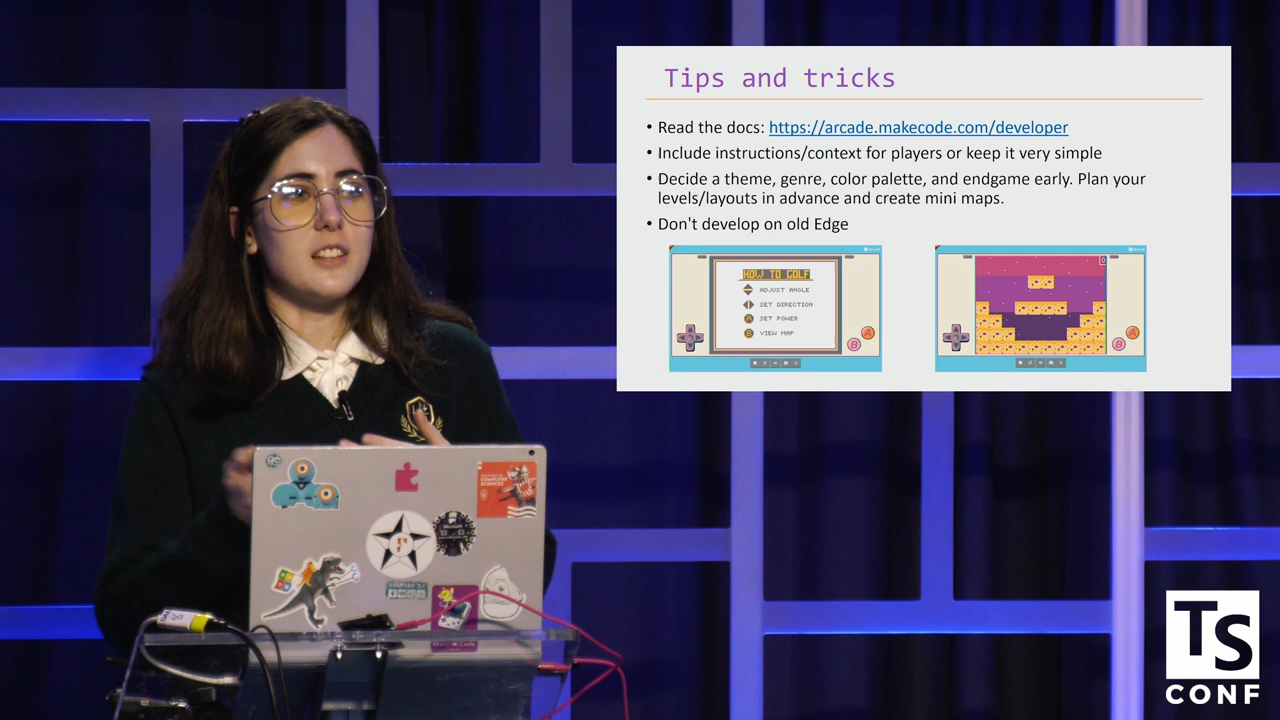 Tips and tricks
• Read the docs: https://arcade.makecode.com/developer
• Include instructions/context for players or keep it very simple
• Decide a theme, genre, color palette, and endgame early. Plan your
levels/layouts in advance and create mini maps.
• Don't develop on old Edge
HOW TO GOLF
ADJUST ANGLE
SET DIRECTION
A SET POWER
B VIEW MAP
A
B
0
A
B
COMPUTER
SCIENCES
TS
CONF